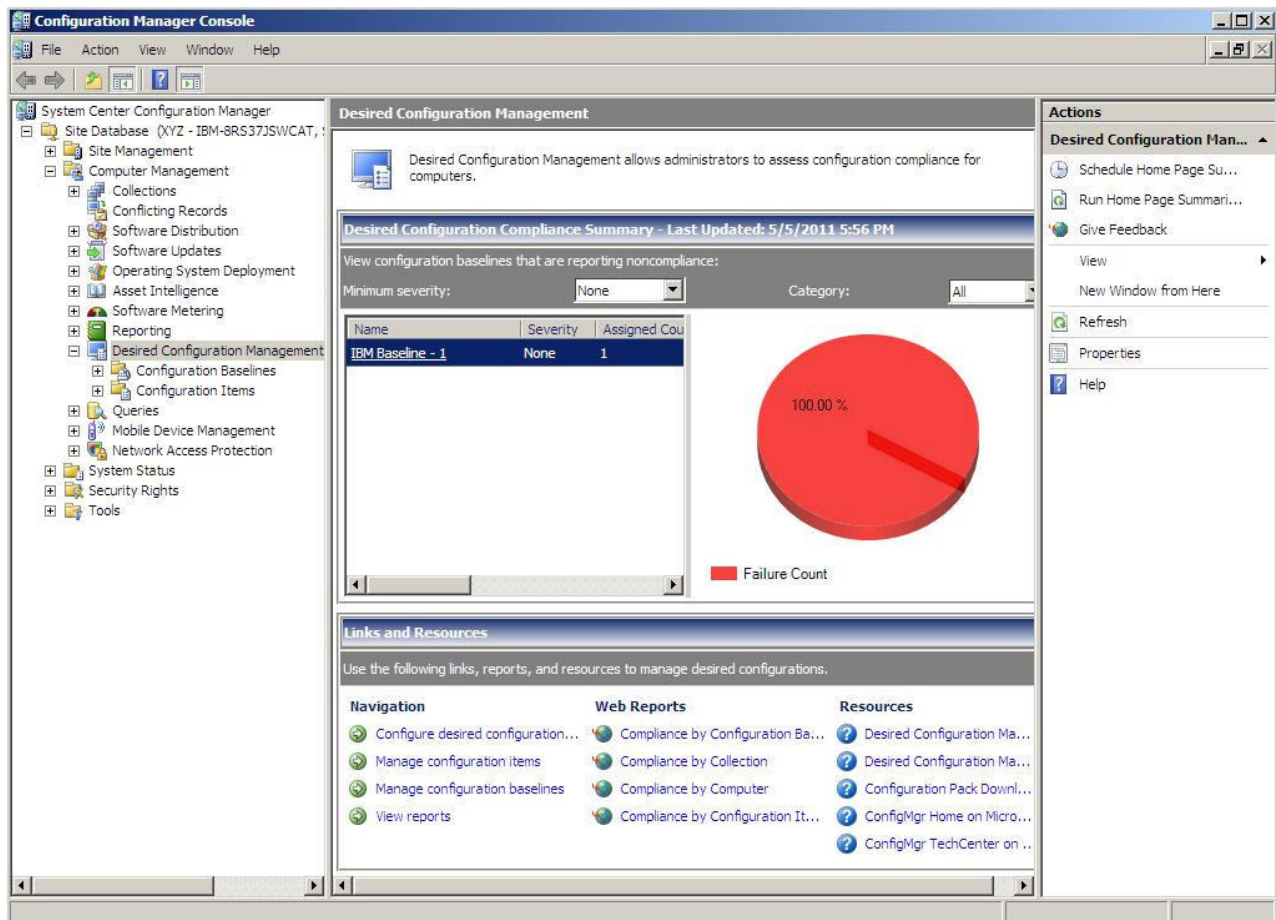 Configuration Manager Console
File Action View Window Help
System Center Configuration Manager
Site Database (XYZ - IBM-8RS37JSWCAT,
Site Management
Computer Management
Collections
Conflicting Records
Software Distribution
Software Updates
Operating System Deployment
Asset Intelligence
Software Metering
Reporting
Desired Configuration Management
Configuration Baselines
Configuration Items
Queries
Mobile Device Management
Network Access Protection
System Status
Security Rights
Tools
Desired Configuration Management
Desired Configuration Management allows administrators to assess configuration compliance for
computers.
Desired Configuration Compliance Summary - Last Updated: 5/5/2011 5:56 PM
View configuration baselines that are reporting noncompliance:
Minimum severity: None Category: All
Name Severity Assigned Cou
IBM Baseline - 1 None 1
100.00 %
Failure Count
Links and Resources
Use the following links, reports, and resources to manage desired configurations.
Navigation
Configure desired configuration...
Manage configuration items
Manage configuration baselines
View reports
Web Reports
Compliance by Configuration Ba...
Compliance by Collection
Compliance by Computer
Compliance by Configuration It...
Resources
Desired Configuration Ma...
Desired Configuration Ma...
Configuration Pack Downl...
ConfigMgr Home on Micro...
ConfigMgr TechCenter on ..
Actions
Desired Configuration Man...
Schedule Home Page Su...
Run Home Page Summari...
Give Feedback
View
New Window from Here
Refresh
Properties
Help